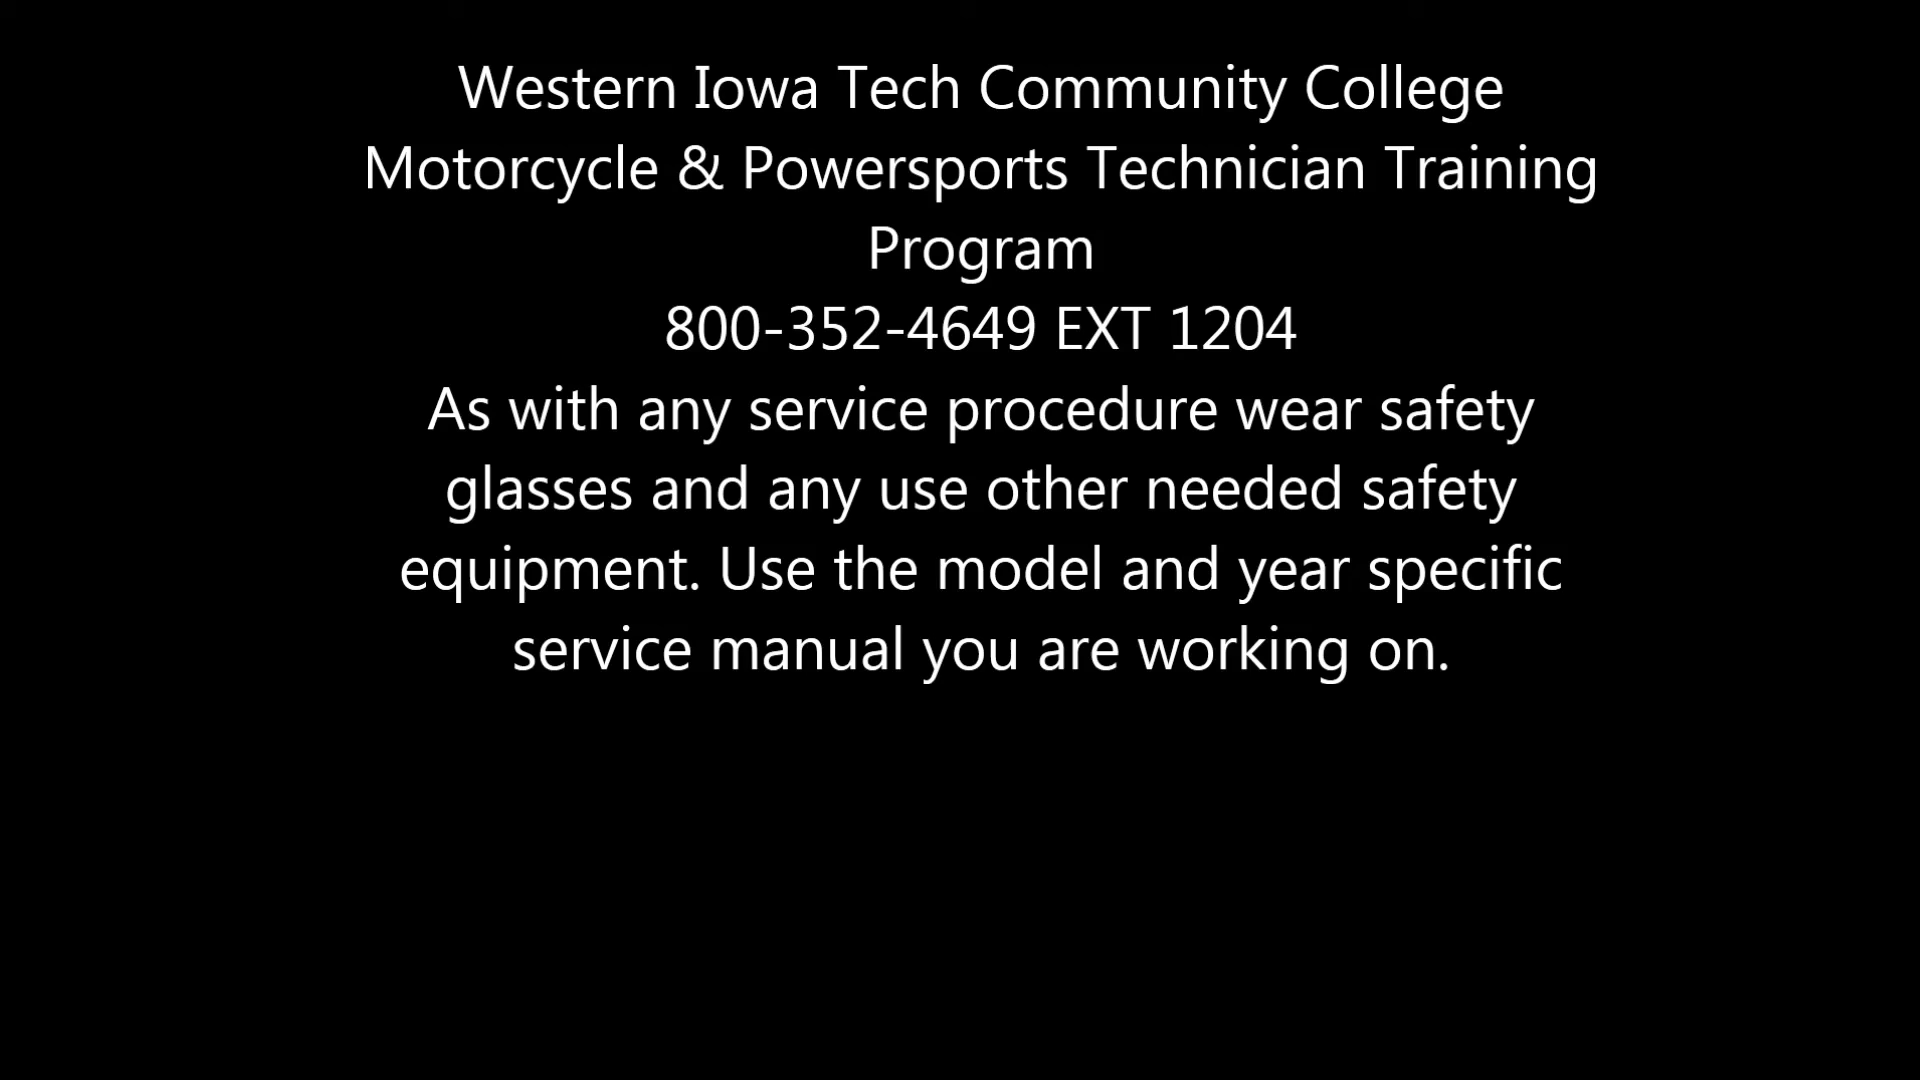 Western Iowa Tech Community College
Motorcycle & Powersports Technician Training
Program
800-352-4649 EXT 1204
As with any service procedure wear safety
glasses and any use other needed safety
equipment. Use the model and year specific
service manual you are working on.